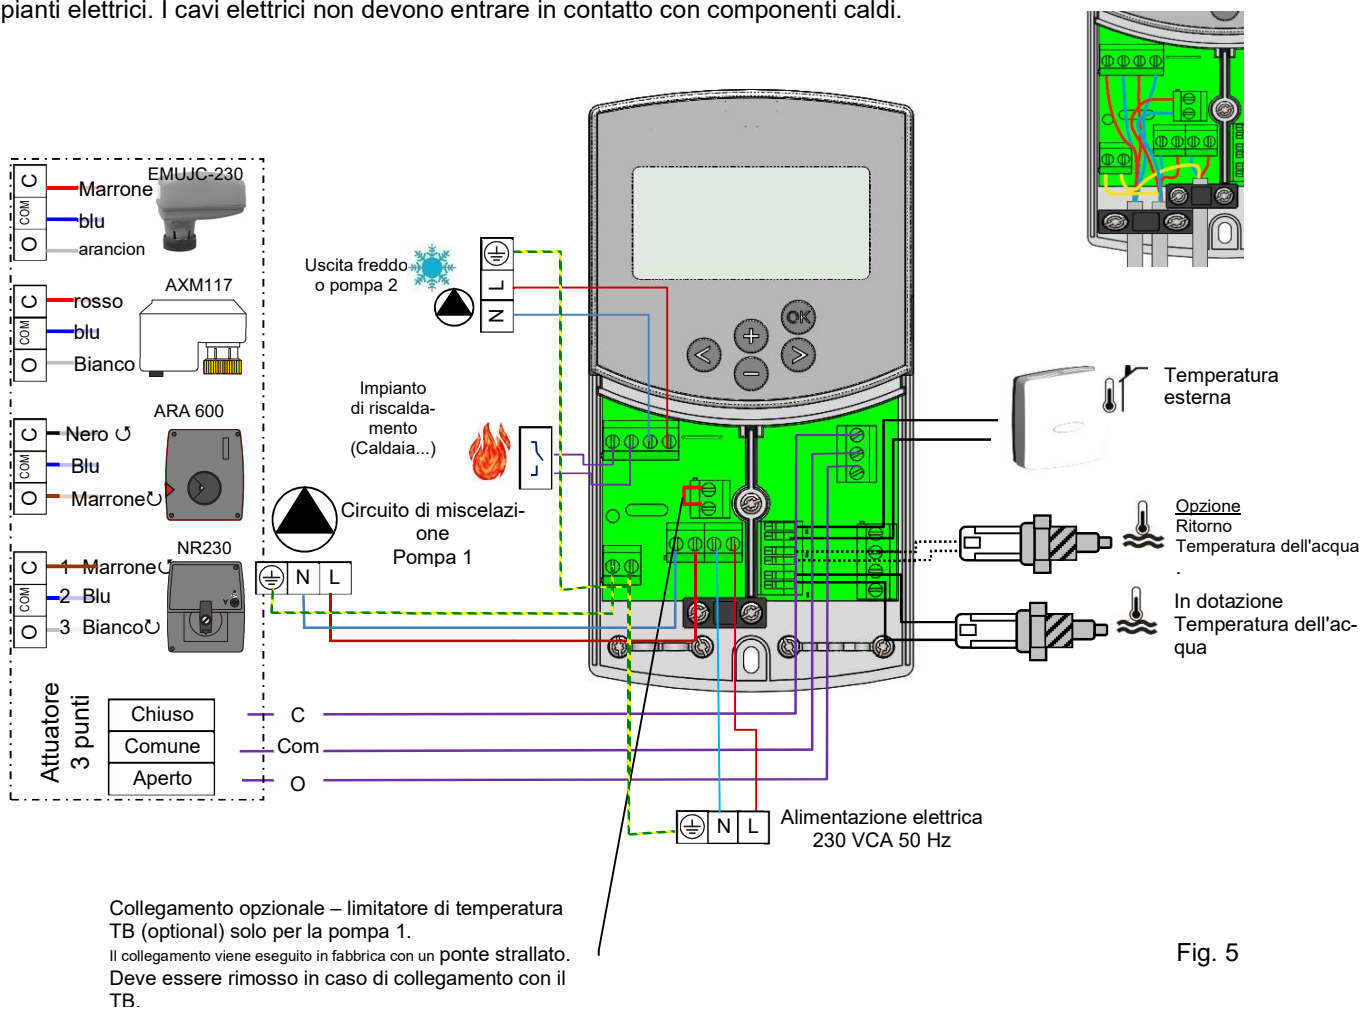 pianti elettrici. I cavi elettrici non devono entrare in contatto con componenti caldi.
EMUJC-230
C
Marrone
COM
blu
O
arancion
AXM117
C
rosso
COM
blu
O
Bianco
ARA 600
C
Nero
COM
Blu
O
Marrone
NR230
C
1 Marrone
COM
2 Blu
O
3 Bianco
Attuatore
3 punti
Chiuso
C
Comune
Com
Aperto
O
Uscita freddo
o pompa 2
L
N
Impianto
di riscalda-
mento
(Caldaia...)
Circuito di miscelazi-
one
Pompa 1
N L
OK
Temperatura
esterna
Opzione
Ritorno
Temperatura dell'acqua
.
In dotazione
Temperatura dell'ac-
qua
N L
Alimentazione elettrica
230 VCA 50 Hz
Collegamento opzionale – limitatore di temperatura
TB (optional) solo per la pompa 1.
Il collegamento viene eseguito in fabbrica con un ponte strallato.
Deve essere rimosso in caso di collegamento con il
TB.
Fig. 5